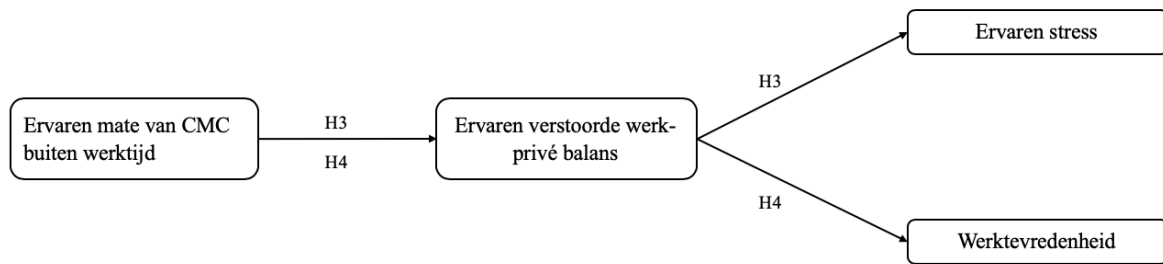 Ervaren stress
H3
Ervaren mate van CMC
buiten werktijd
H3
H4
Ervaren verstoorde werk-
privé balans
H4
Werktevredenheid